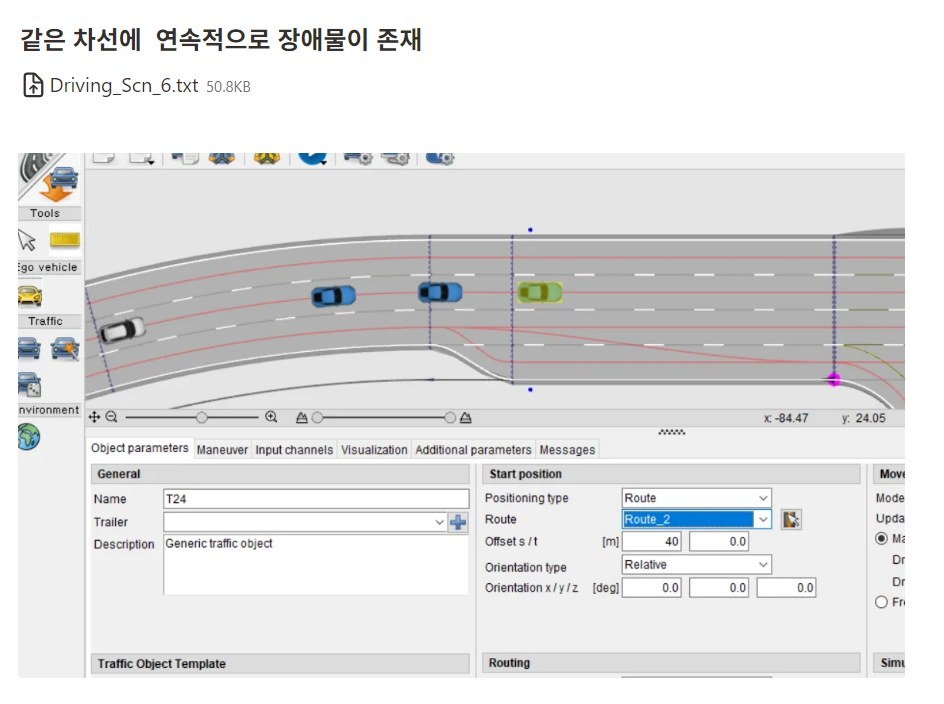 같은 차선에 연속적으로 장애물이 존재
Driving_Scn_6.txt 50.8KB
Tools
Ego vehicle
Traffic
nvironment
x: -84.47 y: 24.05
Object parameters Maneuver Input channels Visualization Additional parameters Messages
General Start position Move
Name T24 Positioning type Route Mode
Trailer Route Route_2 Upda
Description Generic traffic object Offset s / t [m] 40 0.0 Ma
Orientation type Relative Dr
Orientation x / y / z [deg] 0.0 0.0 0.0 Dr
Fre
Traffic Object Template Routing Simu